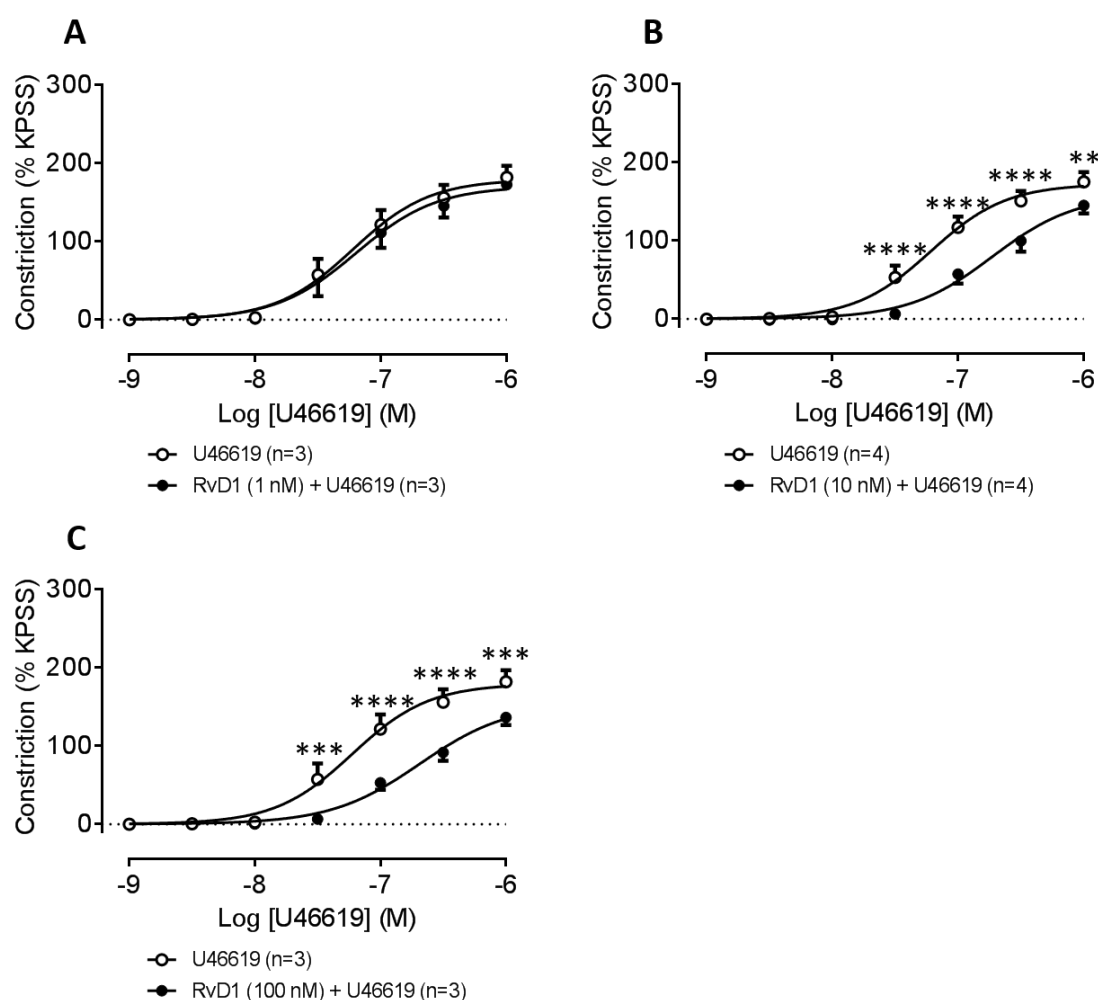 A
Constriction (% KPSS)
300
200
100
0
-9 -8 -7 -6
Log [U46619] (M)
U46619 (n=3)
RvD1 (1 nM) + U46619 (n=3)
B
Constriction (% KPSS)
300
200
100
0
**** **** **** **
-9 -8 -7 -6
Log [U46619] (M)
U46619 (n=4)
RvD1 (10 nM) + U46619 (n=4)
C
Constriction (% KPSS)
300
200
100
0
*** **** **** ***
-9 -8 -7 -6
Log [U46619] (M)
U46619 (n=3)
RvD1 (100 nM) + U46619 (n=3)